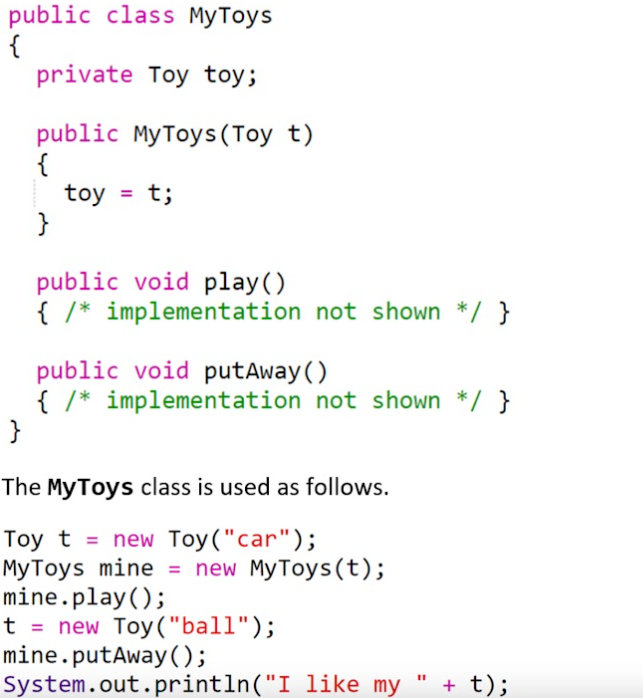 public class MyToys
{
private Toy toy;
public MyToys(Toy t)
{
toy = t;
}
public void play()
{ /* implementation not shown */ }
public void putAway()
{ /* implementation not shown */ }
}
The MyToys class is used as follows.
Toy t = new Toy("car");
MyToys mine = new MyToys(t);
mine.play();
t = new Toy("ball");
mine.putAway();
System.out.println("I like my " + t);